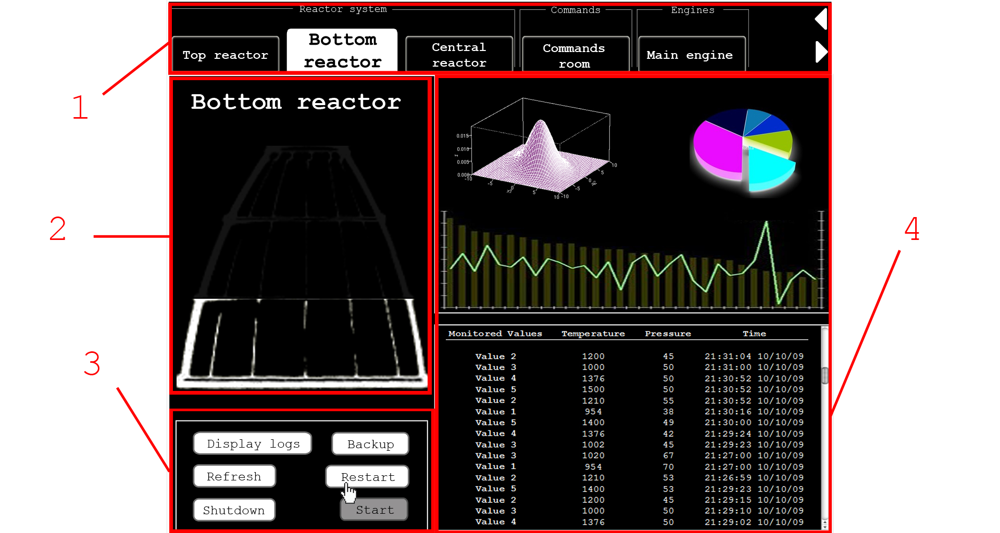 Reactor system
Commands
Engines
Top reactor
Bottom
reactor
Central
reactor
Commands
room
Main engine
1
Bottom reactor
2
3
4
0.015
0.010
0.005
0.000
-10
-5
0
5
10
-10
-5
0
5
10
x1
x2
z
Monitored Values Temperature Pressure Time
Value 2 1200 45 21:31:04 10/10/09
Value 3 1000 50 21:31:00 10/10/09
Value 4 1376 50 21:30:52 10/10/09
Value 5 1500 50 21:30:52 10/10/09
Value 2 1210 55 21:30:52 10/10/09
Value 1 954 38 21:30:16 10/10/09
Value 5 1400 49 21:30:00 10/10/09
Value 4 1376 42 21:29:24 10/10/09
Value 3 1002 45 21:29:23 10/10/09
Value 3 1020 67 21:27:00 10/10/09
Value 1 954 70 21:27:00 10/10/09
Value 2 1210 53 21:26:59 10/10/09
Value 5 1400 53 21:29:23 10/10/09
Value 2 1200 45 21:29:15 10/10/09
Value 3 1000 50 21:29:10 10/10/09
Value 4 1376 50 21:29:02 10/10/09
Display logs
Backup
Refresh
Restart
Shutdown
Start